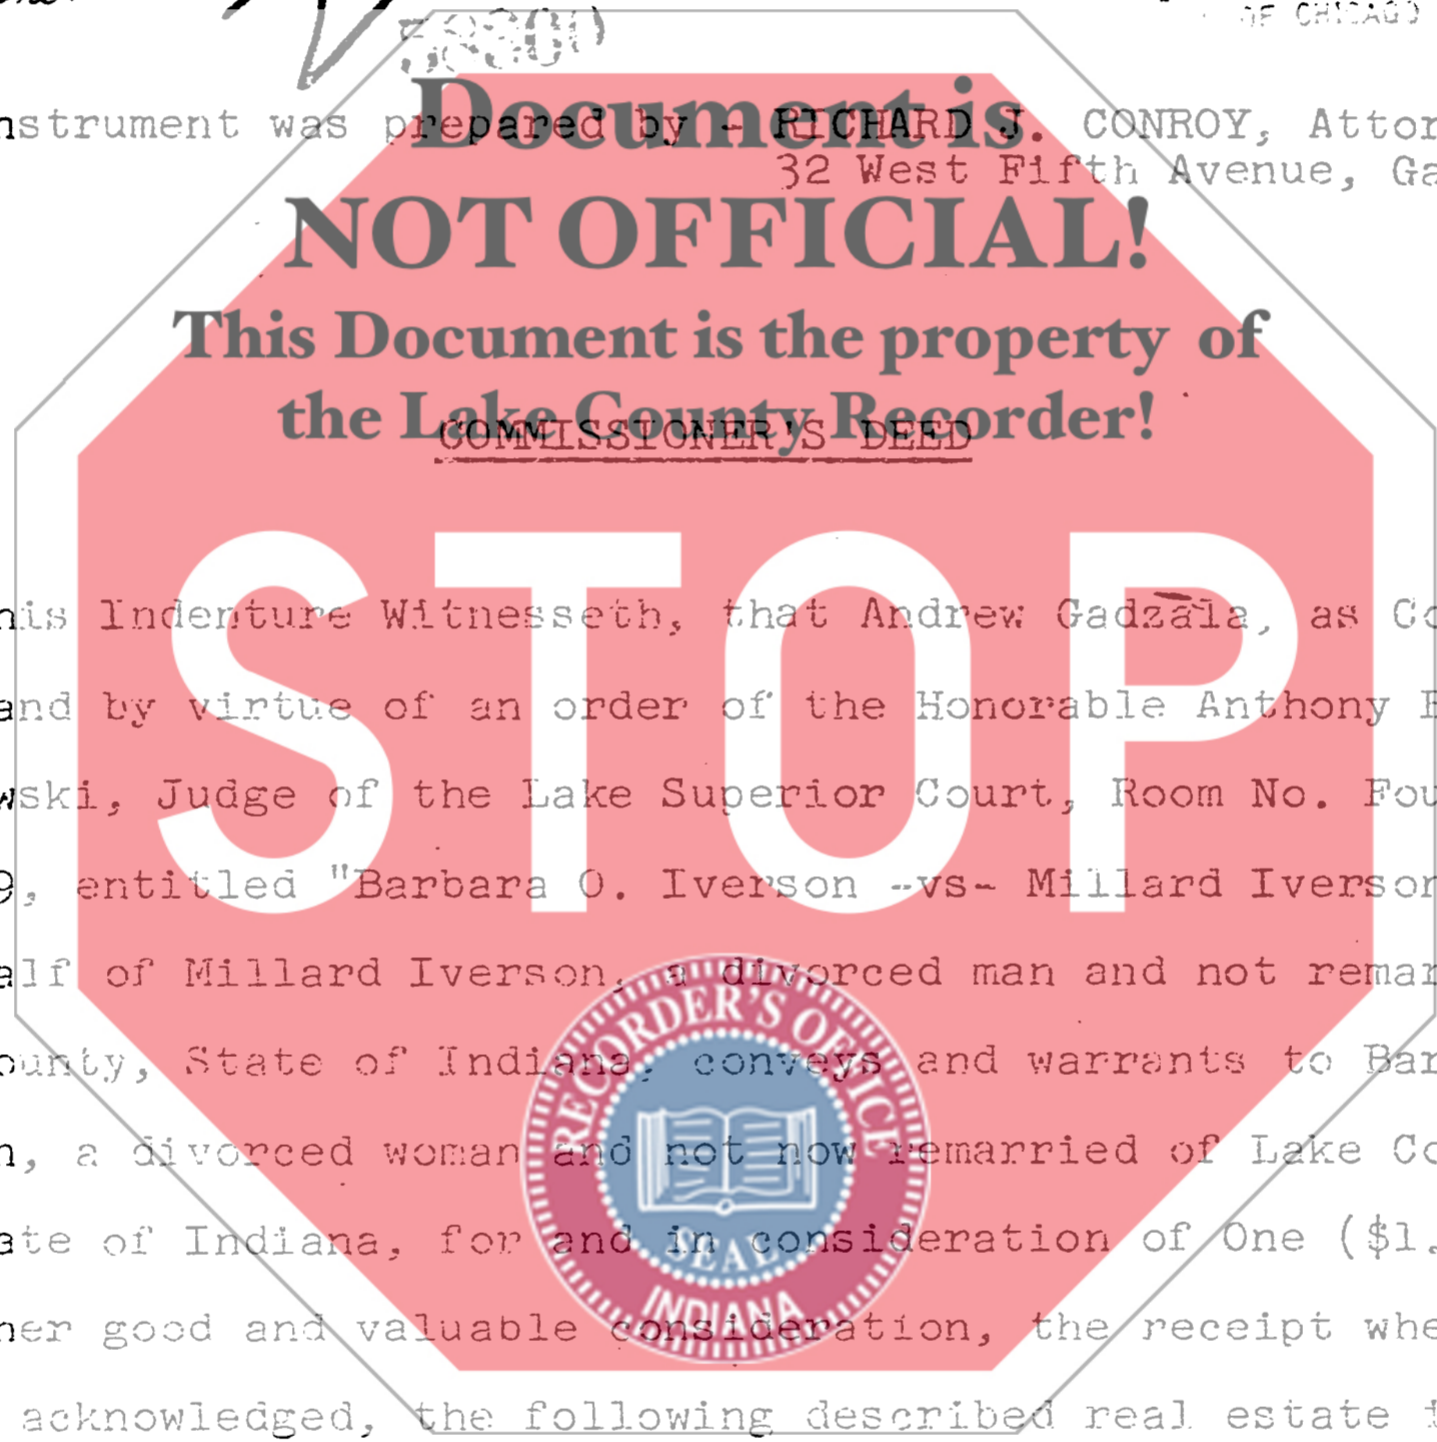 OF CHICAGO
Document is
nstrument was prepared by - RICHARD J. CONROY, Attor
32 West Fifth Avenue, Ga
NOT OFFICIAL!
This Document is the property of
the Lake County Recorder!
COMMISSIONER'S DEED
STOP
his Indenture Witnesseth, that Andrew Gadzala, as Co
and by virtue of an order of the Honorable Anthony
wski, Judge of the Lake Superior Court, Room No. Fou
9, entitled "Barbara O. Iverson -vs- Millard Iverson
alf of Millard Iverson, a divorced man and not remar
ounty, State of Indiana, conveys and warrants to Bar
n, a divorced woman and not now remarried of Lake Co
ate of Indiana, for and in consideration of One ($1.
her good and valuable consideration, the receipt whe
acknowledged, the following described real estate i
RECORDER'S OFFICE
SEAL
INDIANA